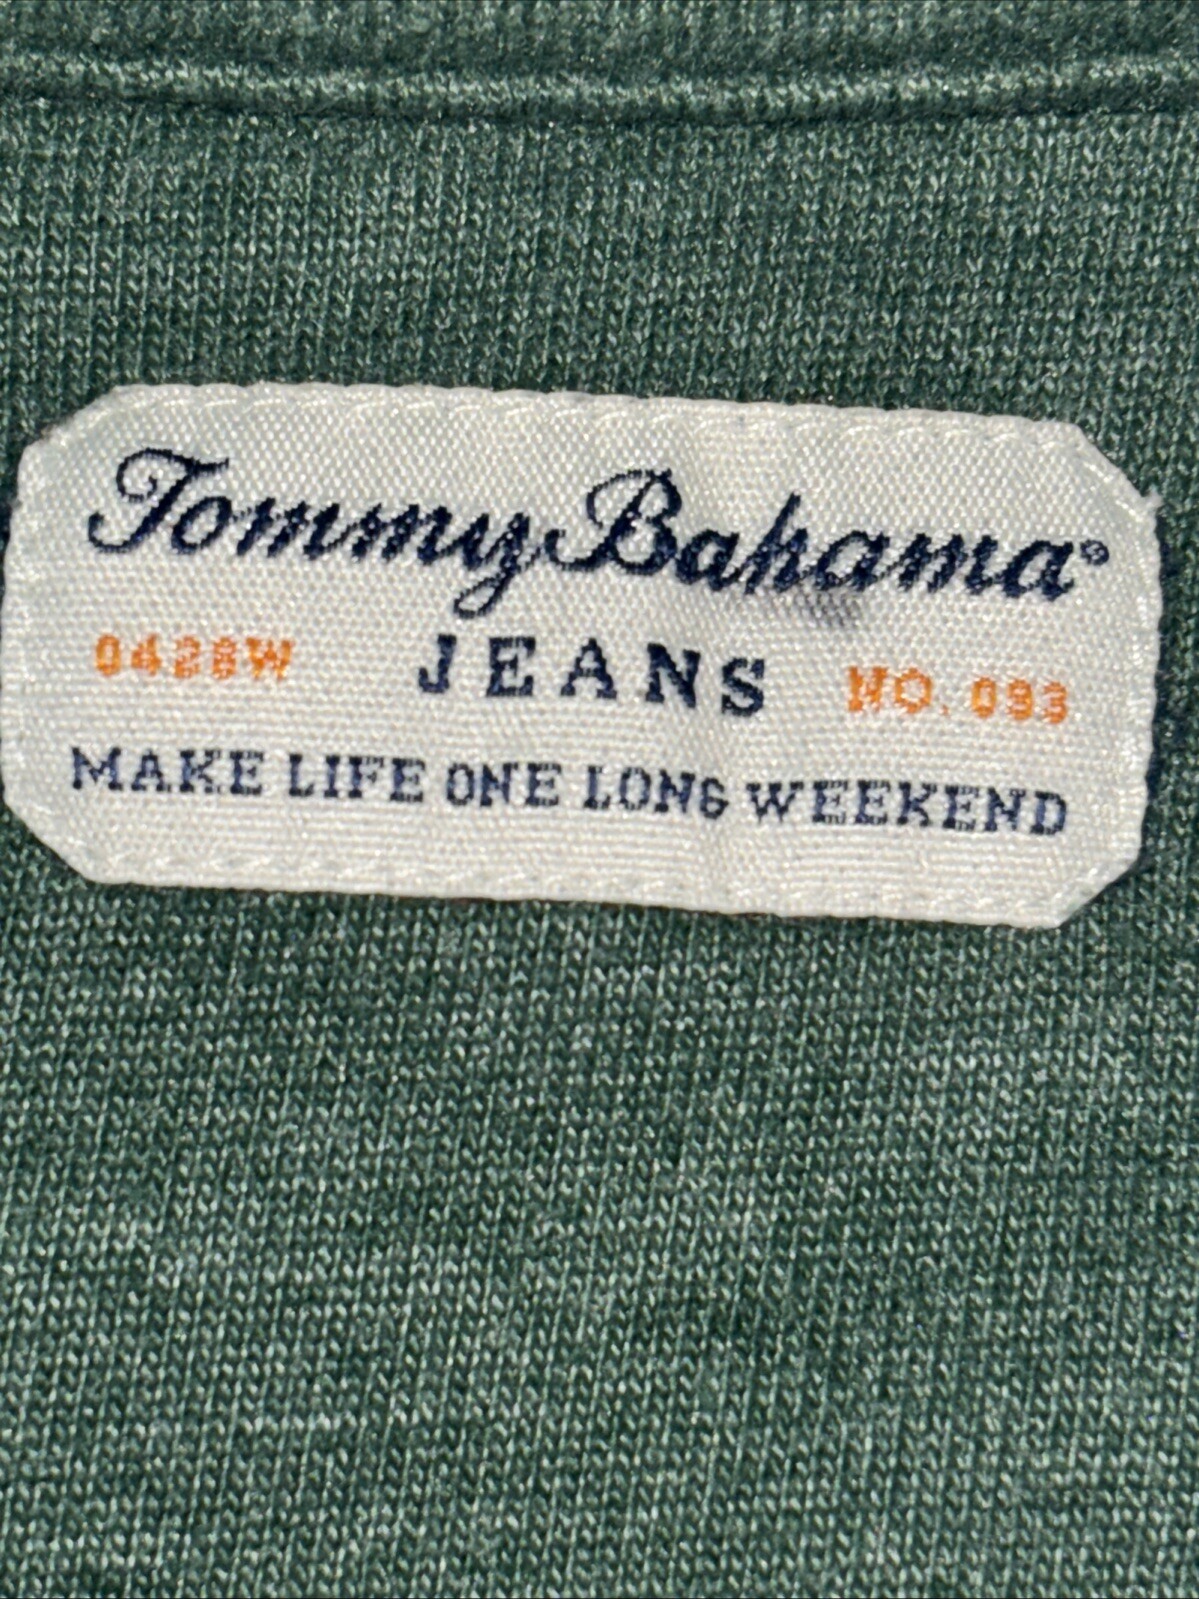 Tommy Bahama®
0428W JEANS NO. 093
MAKE LIFE ONE LONG WEEKEND